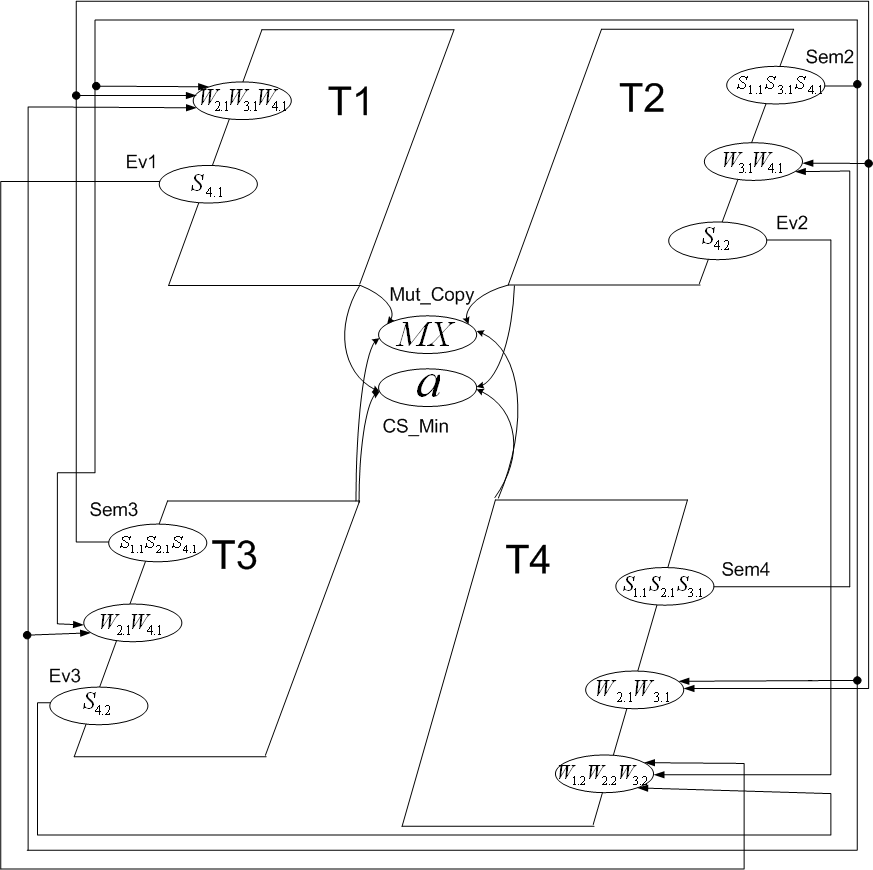 Sem2
S1.1S3.1S4.1
W2.1W3.1W4.1
T1
T2
Ev1
S4.1
W3.1W4.1
Ev2
S4.2
Mut_Copy
MX
a
CS_Min
Sem3
S1.1S2.1S4.1
T3
T4
Sem4
S1.1S2.1S3.1
W2.1W4.1
Ev3
S4.2
W2.1W3.1
W1.2W2.2W3.2